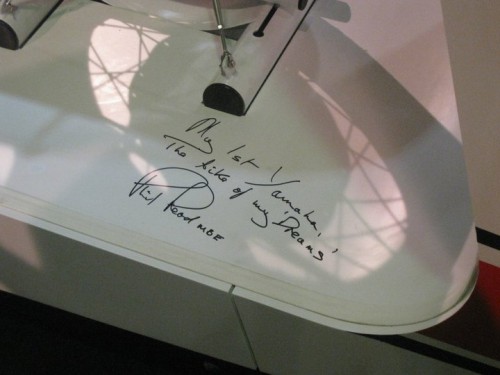 My 1st Yamaha,,
The bike of my Dreams
Phil Read MBE